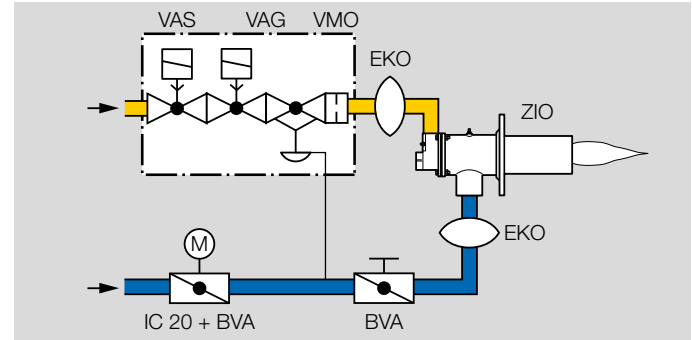 VAS VAG VMO
EKO
ZIO
EKO
M
IC 20 + BVA BVA